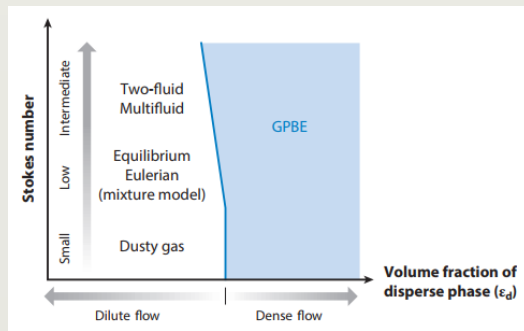 Stokes number
Intermediate
Low
Small
Two-fluid
Multifluid
Equilibrium
Eulerian
(mixture model)
Dusty gas
GPBE
Volume fraction of
disperse phase (εd)
Dilute flow
Dense flow